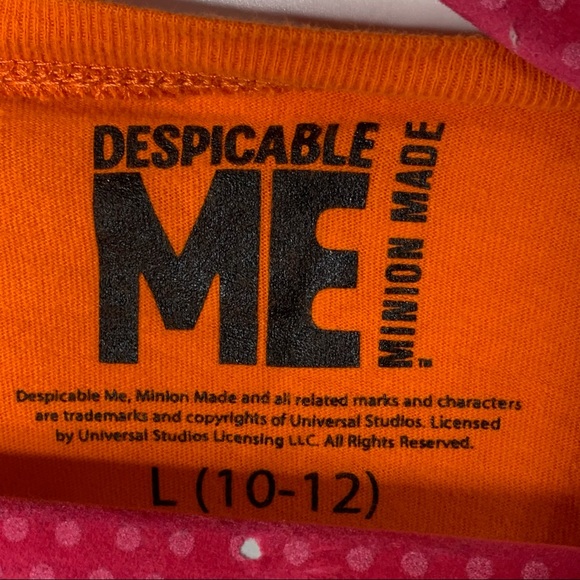 DESPICABLE
ME
MINION MADE
TM
Despicable Me, Minion Made and all related marks and characters
are trademarks and copyrights of Universal Studios. Licensed
by Universal Studios Licensing LLC. All Rights Reserved.
L (10-12)